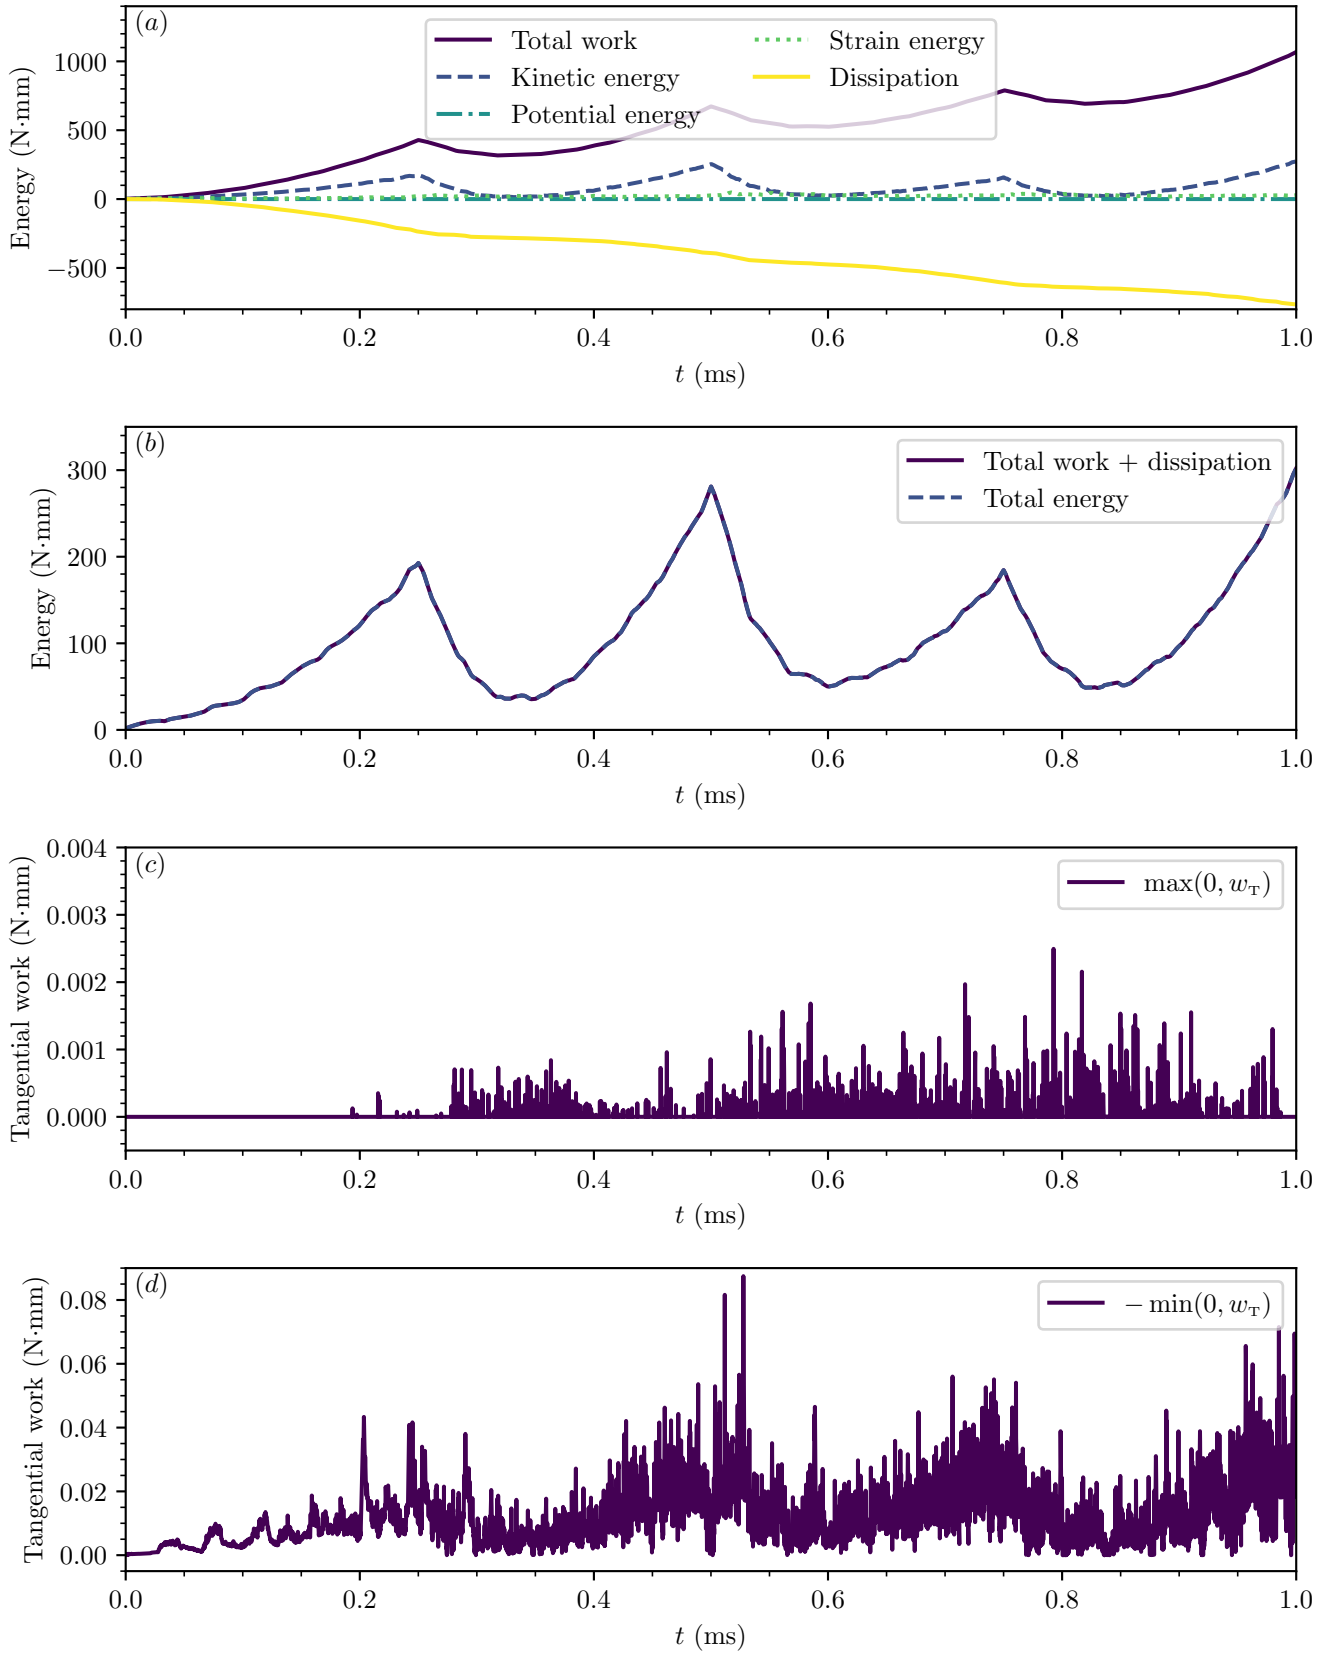 (a)
Total work
Kinetic energy
Potential energy
Strain energy
Dissipation
Energy (N·mm)
1000
500
0
−500
0.0 0.2 0.4 0.6 0.8 1.0
t (ms)
(b)
Total work + dissipation
Total energy
Energy (N·mm)
300
200
100
0
0.0 0.2 0.4 0.6 0.8 1.0
t (ms)
(c)
max(0, w_T)
Tangential work (N·mm)
0.004
0.003
0.002
0.001
0.000
0.0 0.2 0.4 0.6 0.8 1.0
t (ms)
(d)
− min(0, w_T)
Tangential work (N·mm)
0.08
0.06
0.04
0.02
0.00
0.0 0.2 0.4 0.6 0.8 1.0
t (ms)